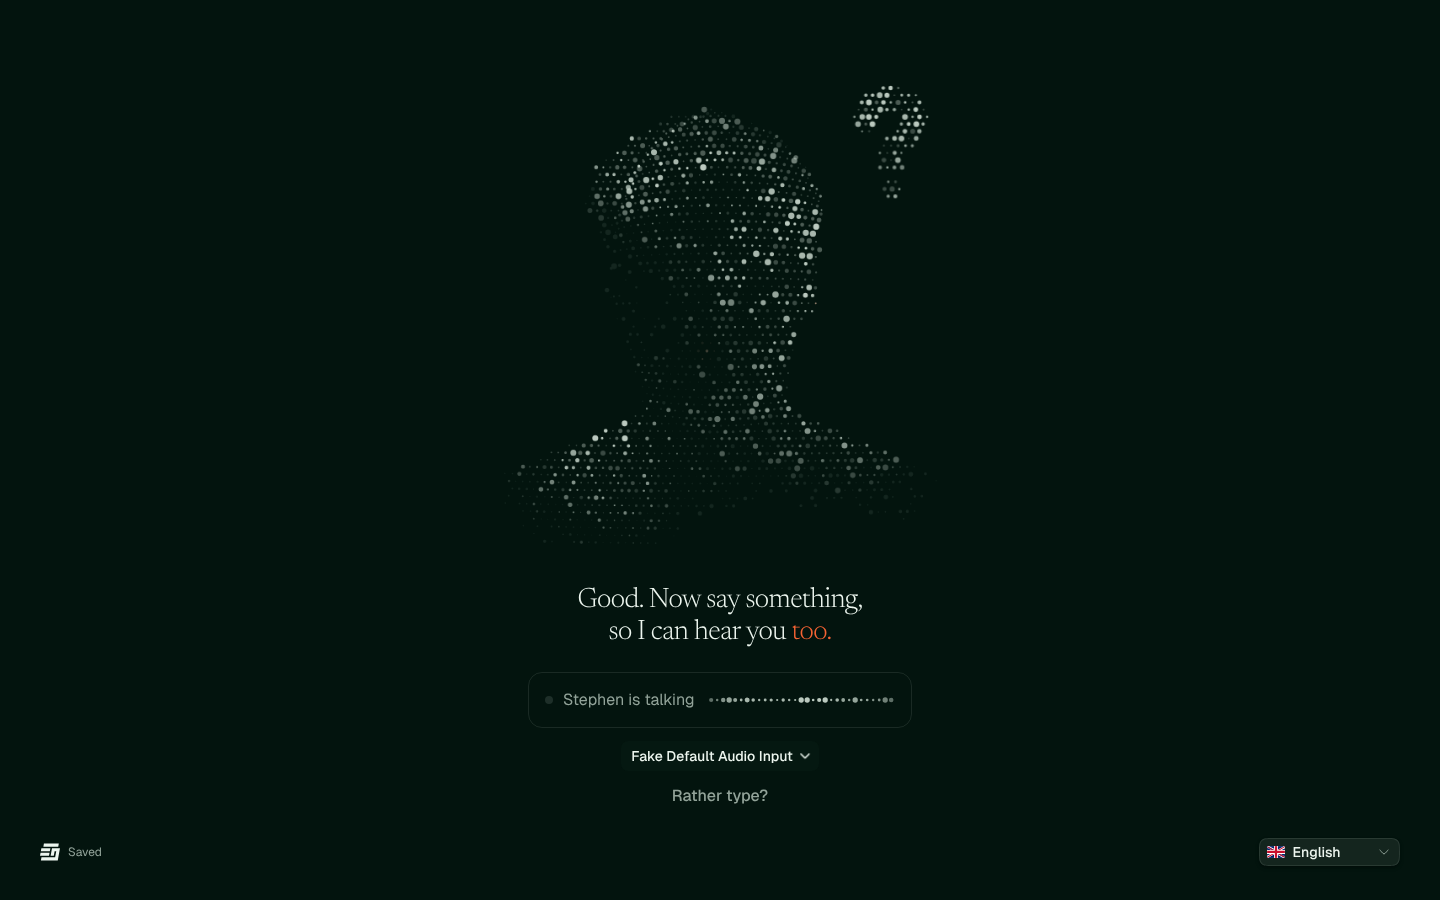 ?
Good. Now say something,
so I can hear you too.
Stephen is talking
Fake Default Audio Input
Rather type?
Saved
English